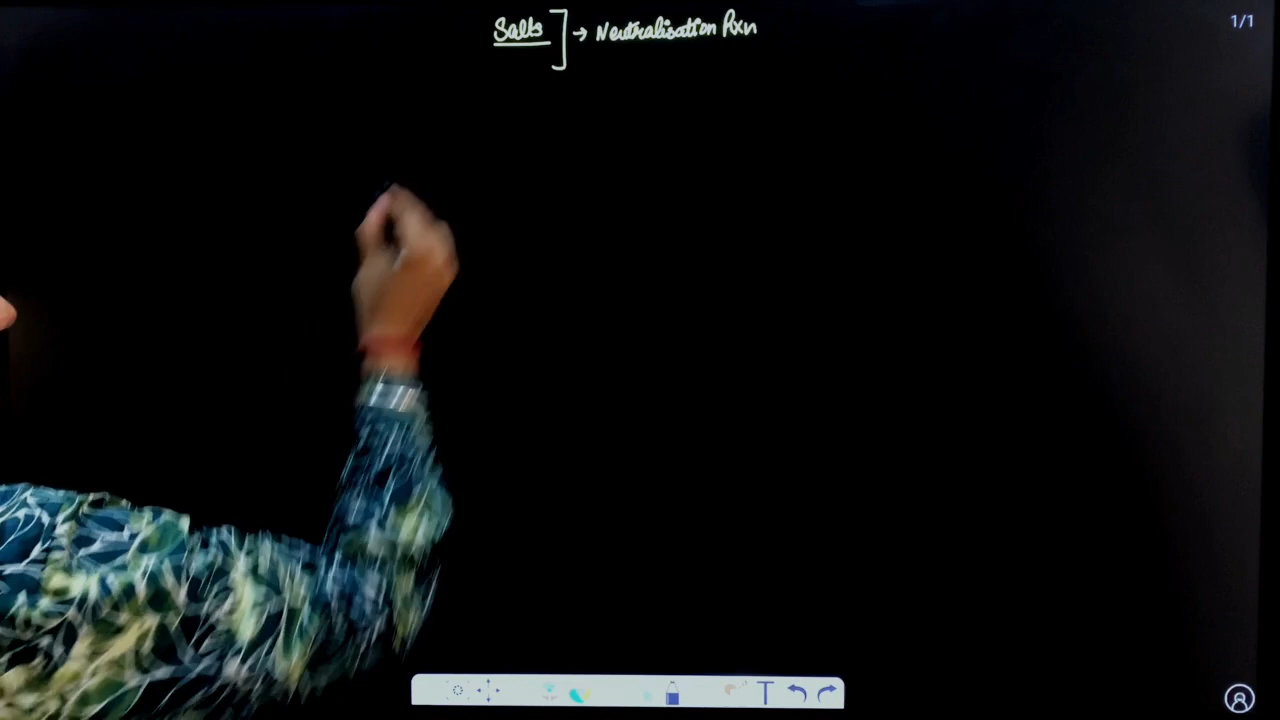 Salts ] → Neutralisation Rxn
1/1
T